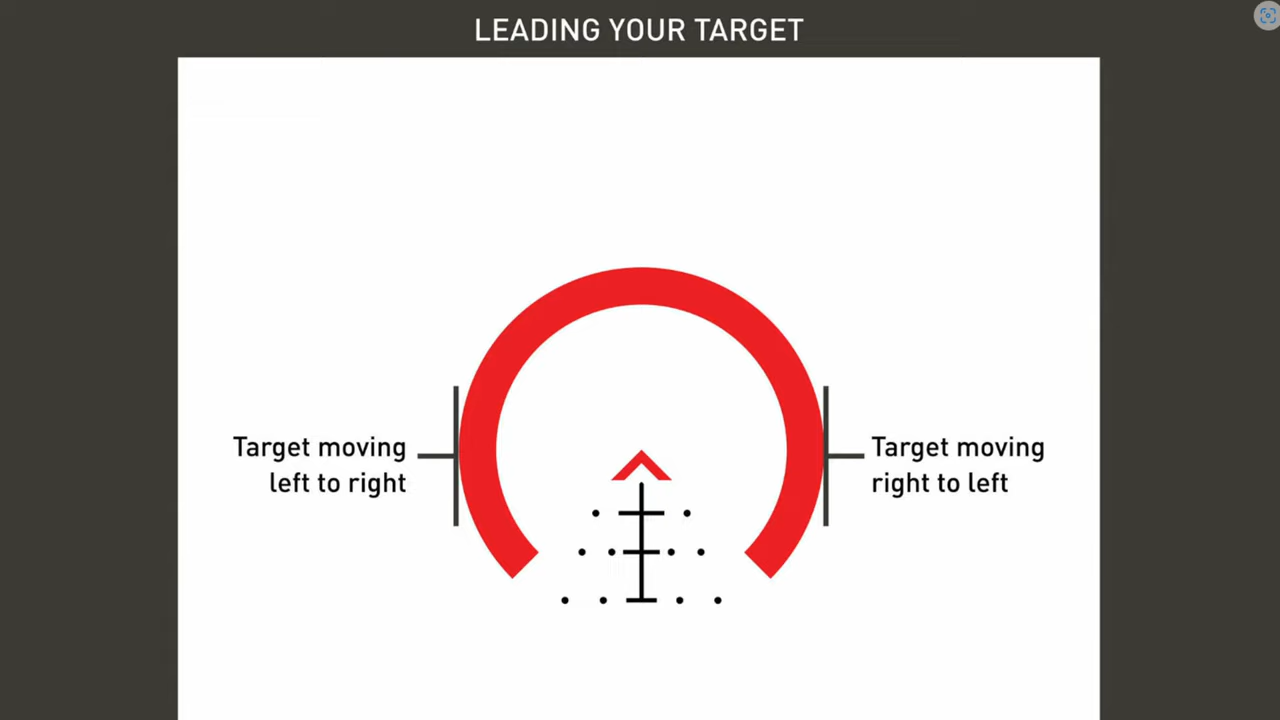 LEADING YOUR TARGET
Target moving
left to right
Target moving
right to left